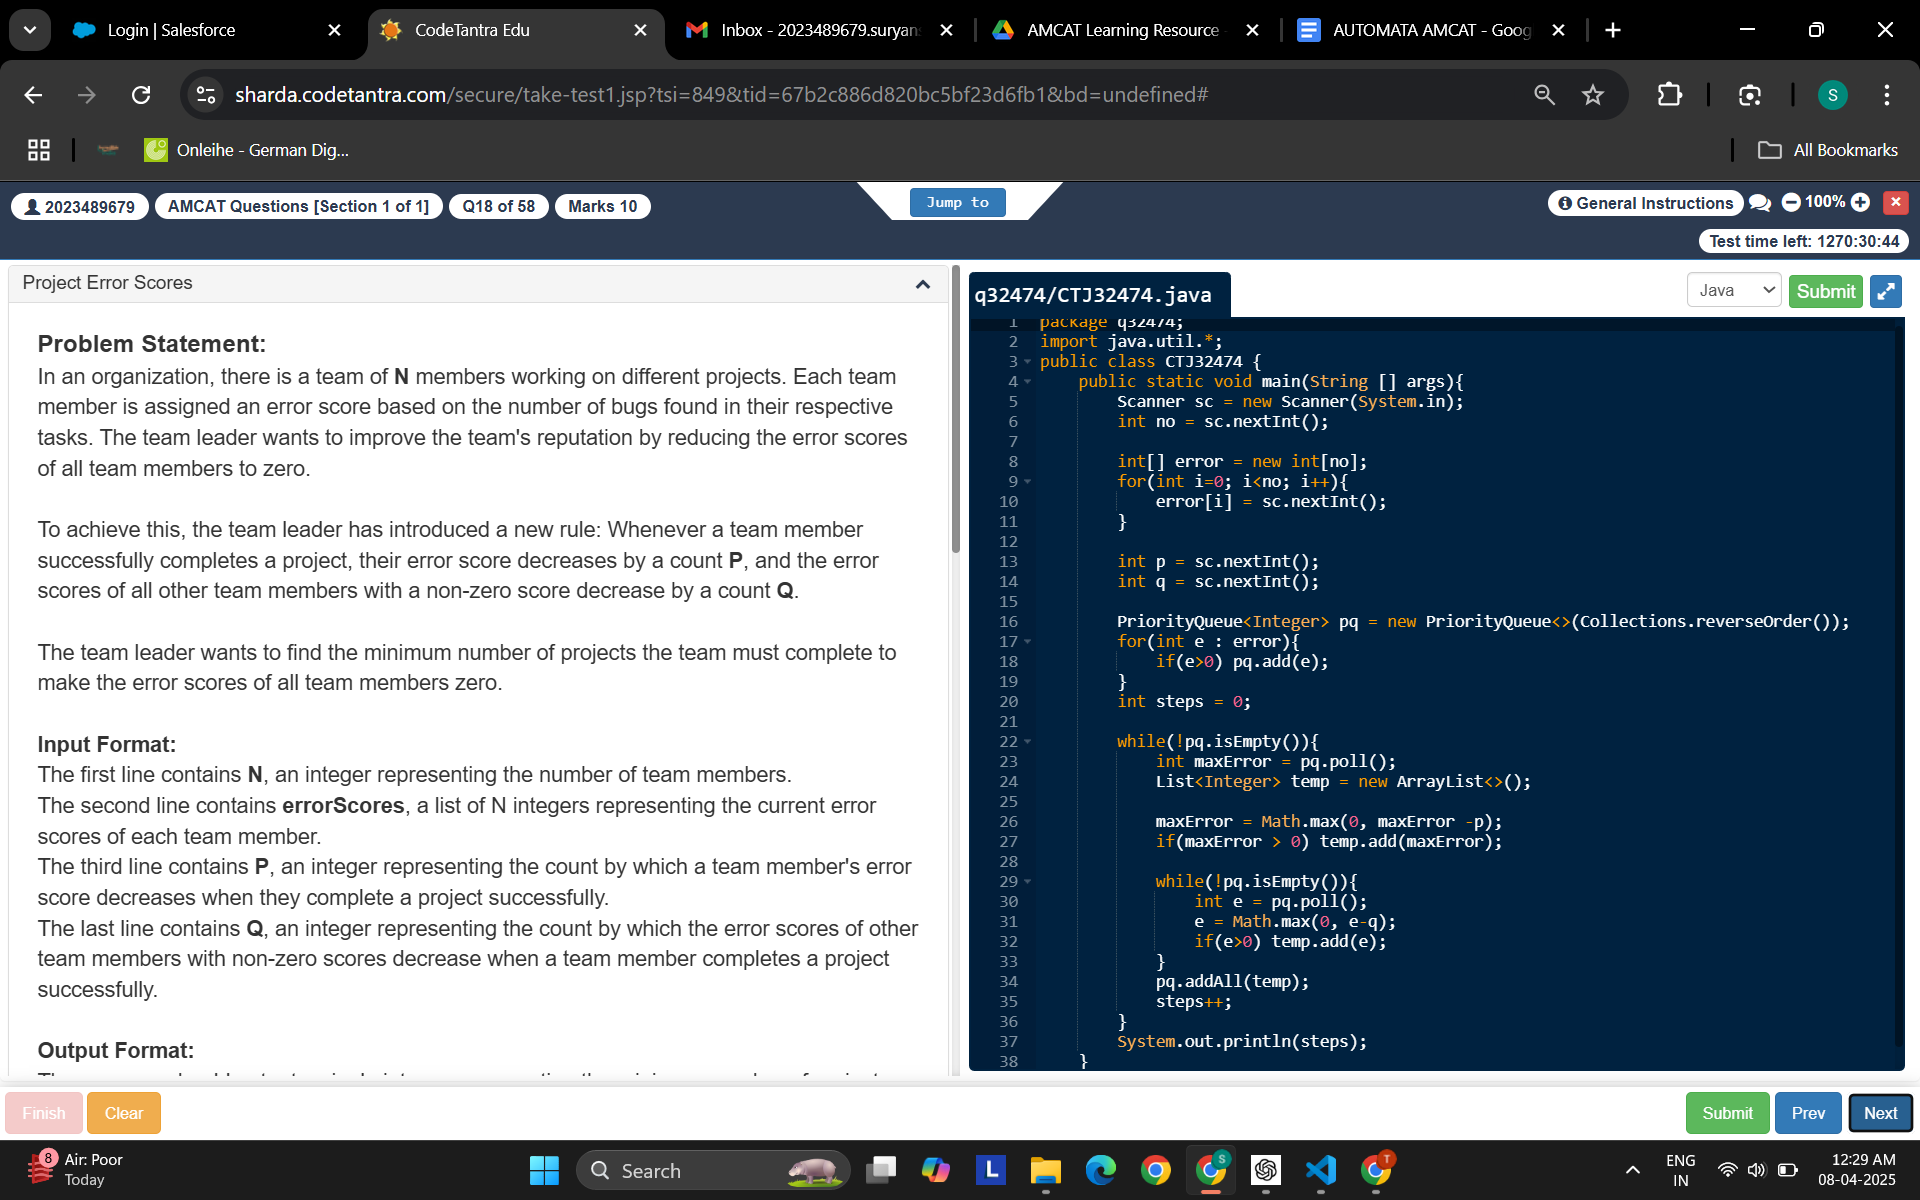 Login | Salesforce
CodeTantra Edu
Inbox - 2023489679.suryan
AMCAT Learning Resource
AUTOMATA AMCAT - Goog
sharda.codetantra.com/secure/take-test1.jsp?tsi=849&tid=67b2c886d820bc5bf23d6fb1&bd=undefined#
S
Onleihe - German Dig...
All Bookmarks
2023489679
AMCAT Questions [Section 1 of 1]
Q18 of 58
Marks 10
Jump to
General Instructions
100%
Test time left: 1270:30:44
Project Error Scores
Problem Statement:
In an organization, there is a team of N members working on different projects. Each team
member is assigned an error score based on the number of bugs found in their respective
tasks. The team leader wants to improve the team's reputation by reducing the error scores
of all team members to zero.
To achieve this, the team leader has introduced a new rule: Whenever a team member
successfully completes a project, their error score decreases by a count P, and the error
scores of all other team members with a non-zero score decrease by a count Q.
The team leader wants to find the minimum number of projects the team must complete to
make the error scores of all team members zero.
Input Format:
The first line contains N, an integer representing the number of team members.
The second line contains errorScores, a list of N integers representing the current error
scores of each team member.
The third line contains P, an integer representing the count by which a team member's error
score decreases when they complete a project successfully.
The last line contains Q, an integer representing the count by which the error scores of other
team members with non-zero scores decrease when a team member completes a project
successfully.
Output Format:
q32474/CTJ32474.java
Java
Submit
1 package q32474;
2 import java.util.*;
3 public class CTJ32474 {
4 public static void main(String [] args){
5 Scanner sc = new Scanner(System.in);
6 int no = sc.nextInt();
7
8 int[] error = new int[no];
9 for(int i=0; i<no; i++){
10 error[i] = sc.nextInt();
11 }
12
13 int p = sc.nextInt();
14 int q = sc.nextInt();
15
16 PriorityQueue<Integer> pq = new PriorityQueue<>(Collections.reverseOrder());
17 for(int e : error){
18 if(e>0) pq.add(e);
19 }
20 int steps = 0;
21
22 while(!pq.isEmpty()){
23 int maxError = pq.poll();
24 List<Integer> temp = new ArrayList<>();
25
26 maxError = Math.max(0, maxError -p);
27 if(maxError > 0) temp.add(maxError);
28
29 while(!pq.isEmpty()){
30 int e = pq.poll();
31 e = Math.max(0, e-q);
32 if(e>0) temp.add(e);
33 }
34 pq.addAll(temp);
35 steps++;
36 }
37 System.out.println(steps);
38 }
Finish
Clear
Submit
Prev
Next
8
Air: Poor
Today
Search
L
S
T
ENG
IN
12:29 AM
08-04-2025